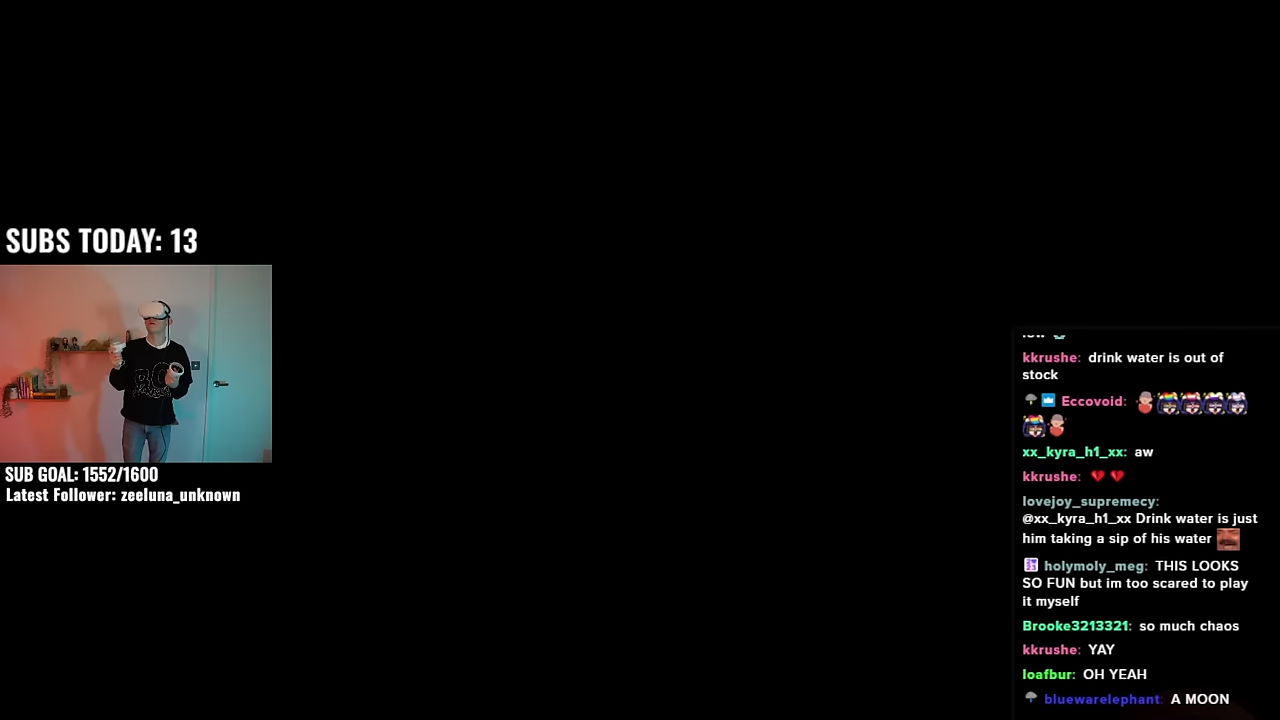 SUBS TODAY: 13
SUB GOAL: 1552/1600
Latest Follower: zeeluna_unknown
kkrushe: drink water is out of
stock
Eccovoid:
xx_kyra_h1_xx: aw
kkrushe:
lovejoy_supremecy:
@xx_kyra_h1_xx Drink water is just
him taking a sip of his water
holymoly_meg: THIS LOOKS
SO FUN but im too scared to play
it myself
Brooke3213321: so much chaos
kkrushe: YAY
loafbur: OH YEAH
bluewarelephant: A MOON